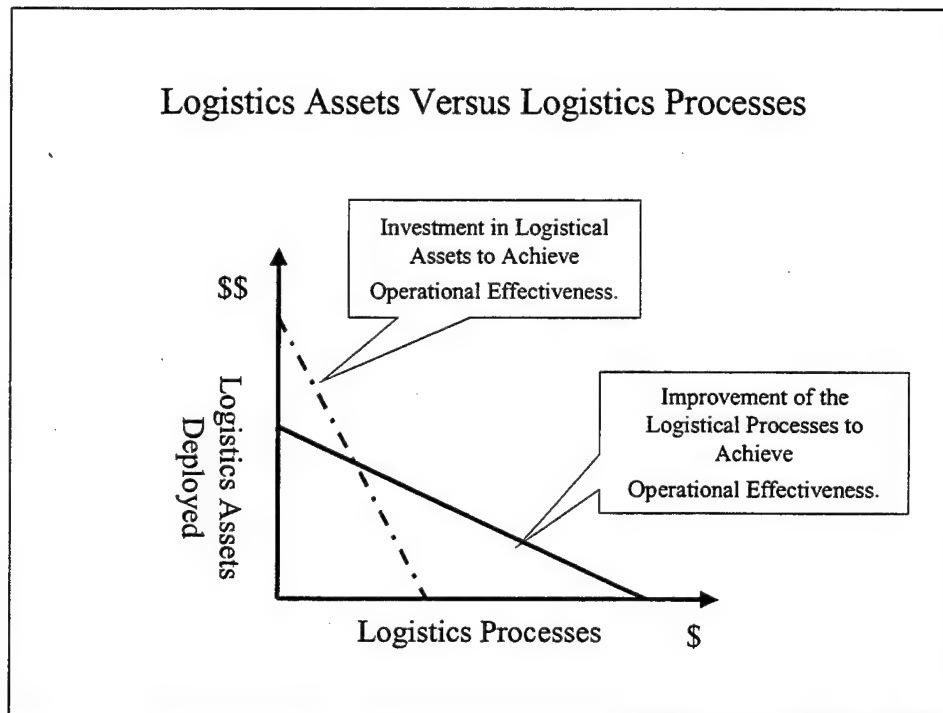 Logistics Assets Versus Logistics Processes
Investment in Logistical
Assets to Achieve
Operational Effectiveness.
$$
Improvement of the
Logistical Processes to
Achieve
Operational Effectiveness.
Logistics Assets
Deployed
Logistics Processes
$